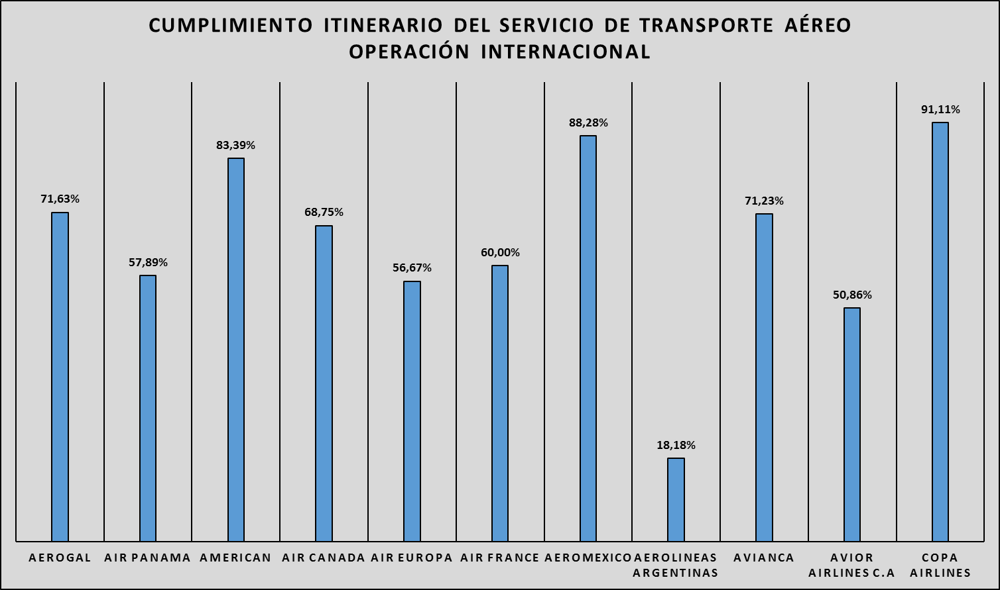 CUMPLIMIENTO ITINERARIO DEL SERVICIO DE TRANSPORTE AÉREO
OPERACIÓN INTERNACIONAL
71,63%
57,89%
83,39%
68,75%
56,67%
60,00%
88,28%
18,18%
71,23%
50,86%
91,11%
AEROGAL
AIR PANAMA
AMERICAN
AIR CANADA
AIR EUROPA
AIR FRANCE
AEROMEXICO
AEROLINEAS
ARGENTINAS
AVIANCA
AVIOR
AIRLINES C.A
COPA
AIRLINES